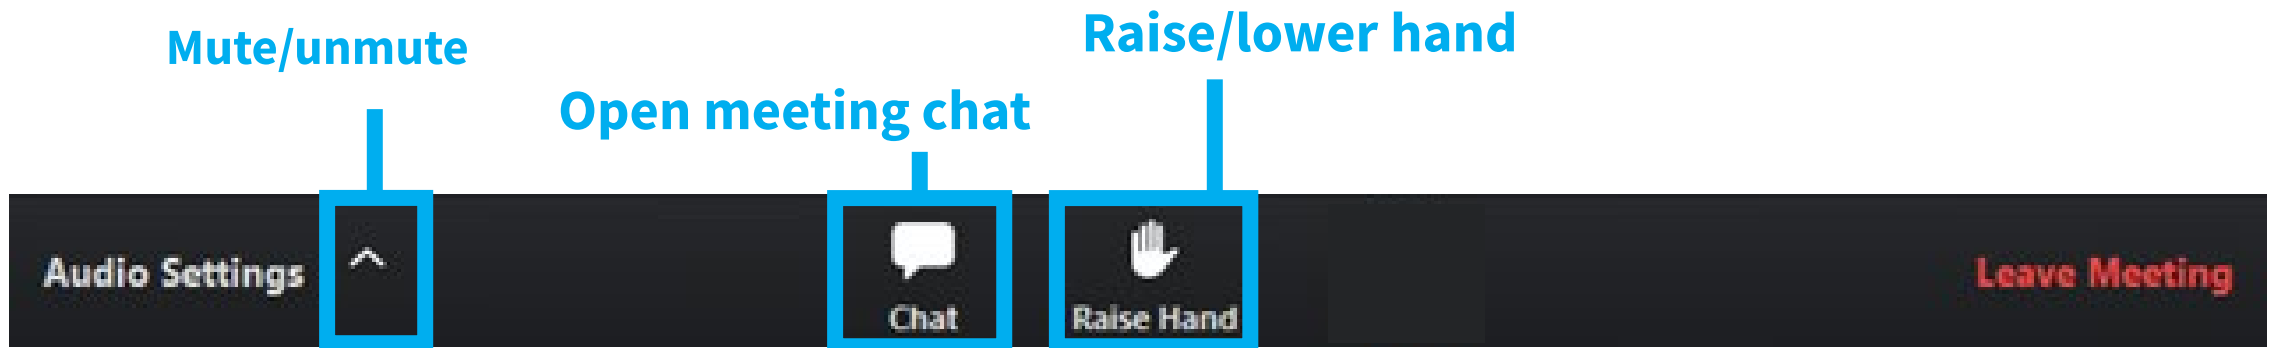 Mute/unmute
Open meeting chat
Raise/lower hand
Audio Settings
Chat
Raise Hand
Leave Meeting